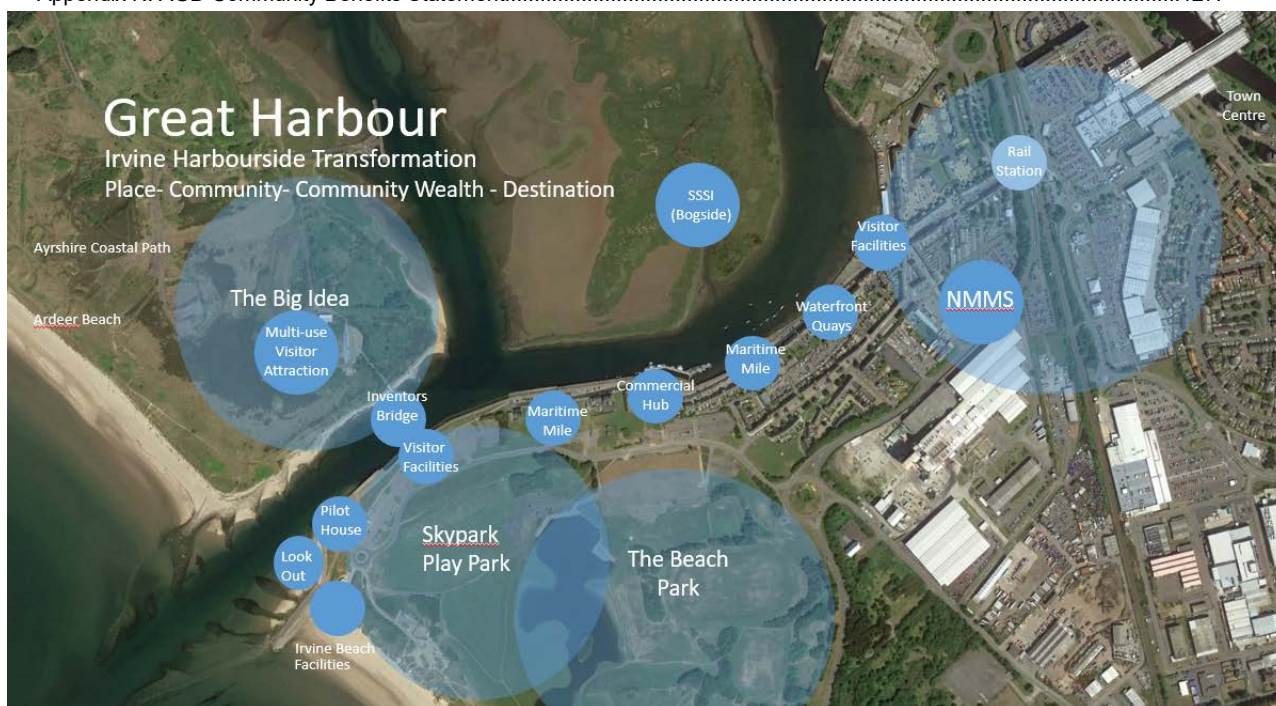 Great Harbour
Irvine Harbourside Transformation
Place- Community- Community Wealth - Destination
Town
Centre
Rail
Station
SSSI
(Bogside)
Visitor
Facilities
Ayrshire Coastal Path
The Big Idea
NMMS
Ardeer Beach
Waterfront
Quays
Multi-use
Visitor
Attraction
Maritime
Mile
Commercial
Hub
Inventors
Bridge
Maritime
Mile
Visitor
Facilities
Pilot
House
Skypark
Play Park
The Beach
Park
Look
Out
Irvine Beach
Facilities